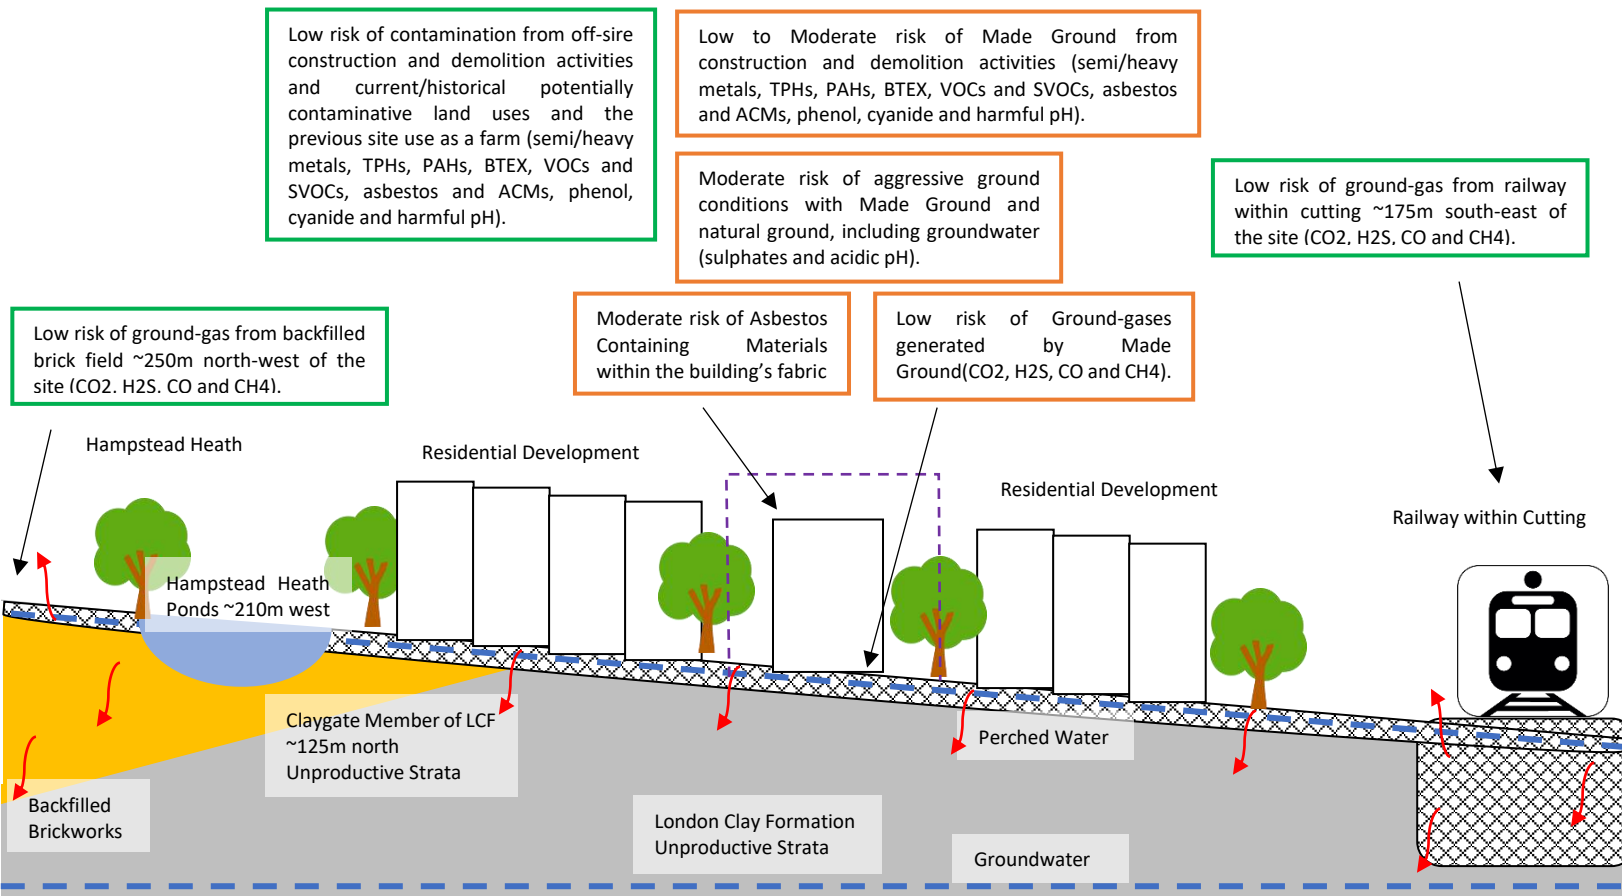 Low risk of contamination from off-sire
construction and demolition activities
and current/historical potentially
contaminative land uses and the
previous site use as a farm (semi/heavy
metals, TPHs, PAHs, BTEX, VOCs and
SVOCs, asbestos and ACMs, phenol,
cyanide and harmful pH).
Low to Moderate risk of Made Ground from
construction and demolition activities (semi/heavy
metals, TPHs, PAHs, BTEX, VOCs and SVOCs, asbestos
and ACMs, phenol, cyanide and harmful pH).
Moderate risk of aggressive ground
conditions with Made Ground and
natural ground, including groundwater
(sulphates and acidic pH).
Low risk of ground-gas from railway
within cutting ~175m south-east of
the site (CO2, H2S, CO and CH4).
Low risk of ground-gas from backfilled
brick field ~250m north-west of the
site (CO2, H2S, CO and CH4).
Moderate risk of Asbestos
Containing Materials
within the building's fabric
Low risk of Ground-gases
generated by Made
Ground(CO2, H2S, CO and CH4).
Hampstead Heath
Residential Development
Residential Development
Railway within Cutting
Hampstead Heath
Ponds ~210m west
Claygate Member of LCF
~125m north
Unproductive Strata
Perched Water
Backfilled
Brickworks
London Clay Formation
Unproductive Strata
Groundwater